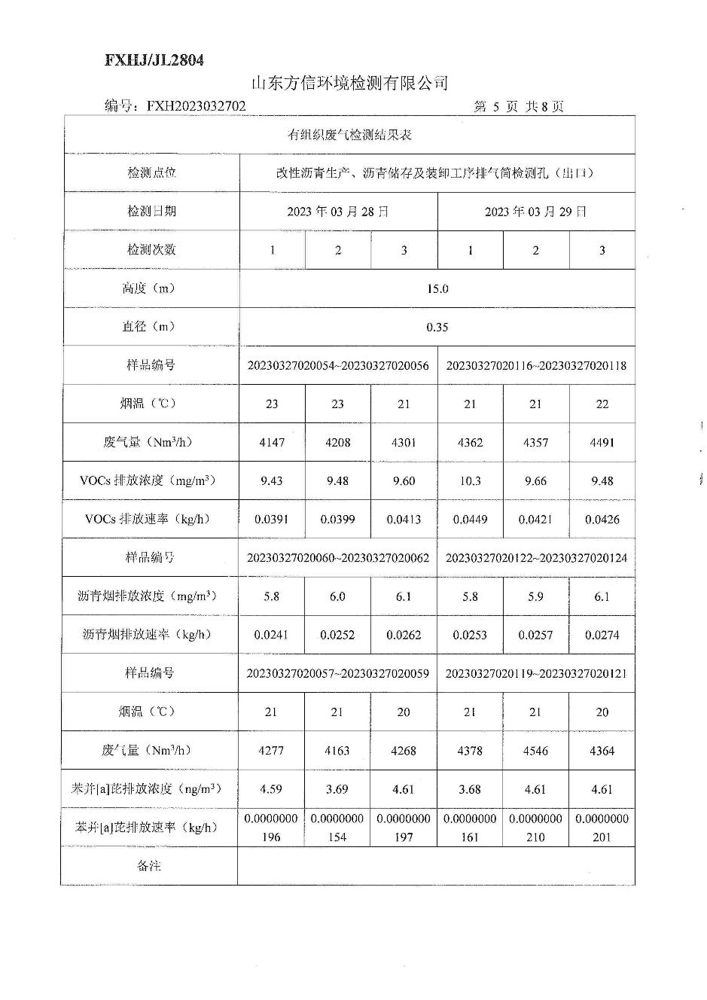 FXHJ/JL2804
山东方信环境检测有限公司
编号：FXH2023032702 第 5 页 共 8 页
有组织废气检测结果表
检测点位 改性沥青生产、沥青储存及装卸工序排气筒检测孔（出口）
检测日期 2023 年 03 月 28 日 2023 年 03 月 29 日
检测次数 1 2 3 1 2 3
高度（m） 15.0
直径（m） 0.35
样品编号 20230327020054~20230327020056 20230327020116~20230327020118
烟温（℃） 23 23 21 21 21 22
废气量（Nm³/h） 4147 4208 4301 4362 4357 4491
VOCs 排放浓度（mg/m³） 9.43 9.48 9.60 10.3 9.66 9.48
VOCs 排放速率（kg/h） 0.0391 0.0399 0.0413 0.0449 0.0421 0.0426
样品编号 20230327020060~20230327020062 20230327020122~20230327020124
沥青烟排放浓度（mg/m³） 5.8 6.0 6.1 5.8 5.9 6.1
沥青烟排放速率（kg/h） 0.0241 0.0252 0.0262 0.0253 0.0257 0.0274
样品编号 20230327020057~20230327020059 20230327020119~20230327020121
烟温（℃） 21 21 20 21 21 20
废气量（Nm³/h） 4277 4163 4268 4378 4546 4364
苯并[a]芘排放浓度（ng/m³） 4.59 3.69 4.61 3.68 4.61 4.61
苯并[a]芘排放速率（kg/h） 0.0000000196 0.0000000154 0.0000000197 0.0000000161 0.0000000210 0.0000000201
备注